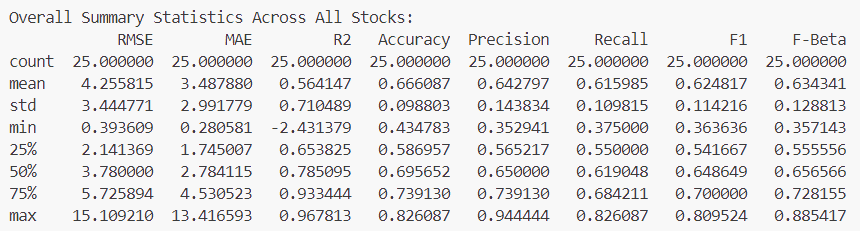 Overall Summary Statistics Across All Stocks:
RMSE MAE R2 Accuracy Precision Recall F1 F-Beta
count 25.000000 25.000000 25.000000 25.000000 25.000000 25.000000 25.000000 25.000000
mean 4.255815 3.487880 0.564147 0.666087 0.642797 0.615985 0.624817 0.634341
std 3.444771 2.991779 0.710489 0.098803 0.143834 0.109815 0.114216 0.128813
min 0.393609 0.280581 -2.431379 0.434783 0.352941 0.375000 0.363636 0.357143
25% 2.141369 1.745007 0.653825 0.586957 0.565217 0.550000 0.541667 0.555556
50% 3.780000 2.784115 0.785095 0.695652 0.650000 0.619048 0.648649 0.656566
75% 5.725894 4.530523 0.933444 0.739130 0.739130 0.684211 0.700000 0.728155
max 15.109210 13.416593 0.967813 0.826087 0.944444 0.826087 0.809524 0.885417